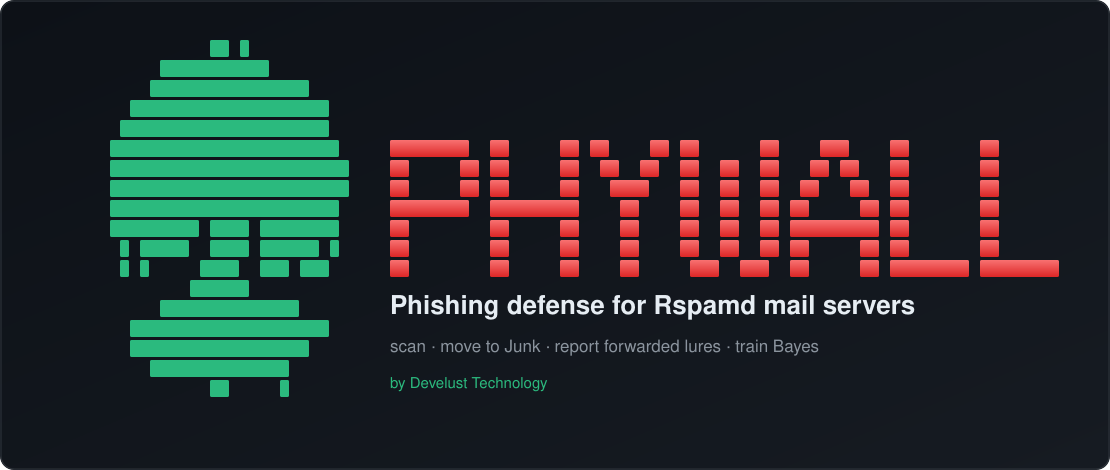 PHYWALL
Phishing defense for Rspamd mail servers
scan · move to Junk · report forwarded lures · train Bayes
by Develust Technology